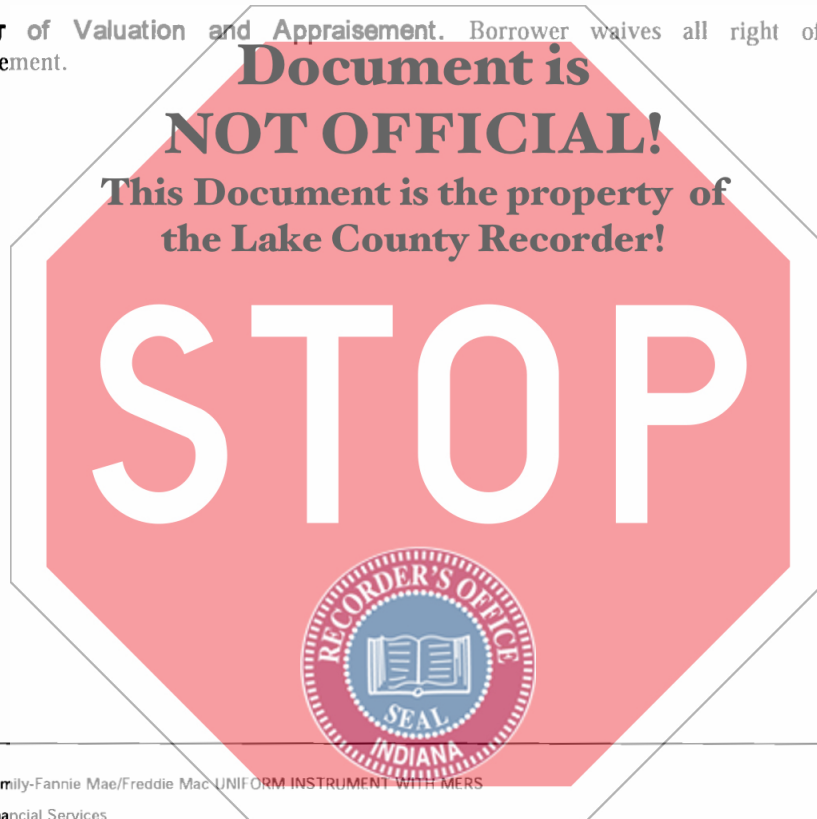 of Valuation and Appraisement. Borrower waives all right of
ement.
Document is
NOT OFFICIAL!
This Document is the property of
the Lake County Recorder!
STOP
RECORDER'S OFFICE
SEAL
INDIANA
mily-Fannie Mae/Freddie Mac UNIFORM INSTRUMENT WITH MERS
ancial Services